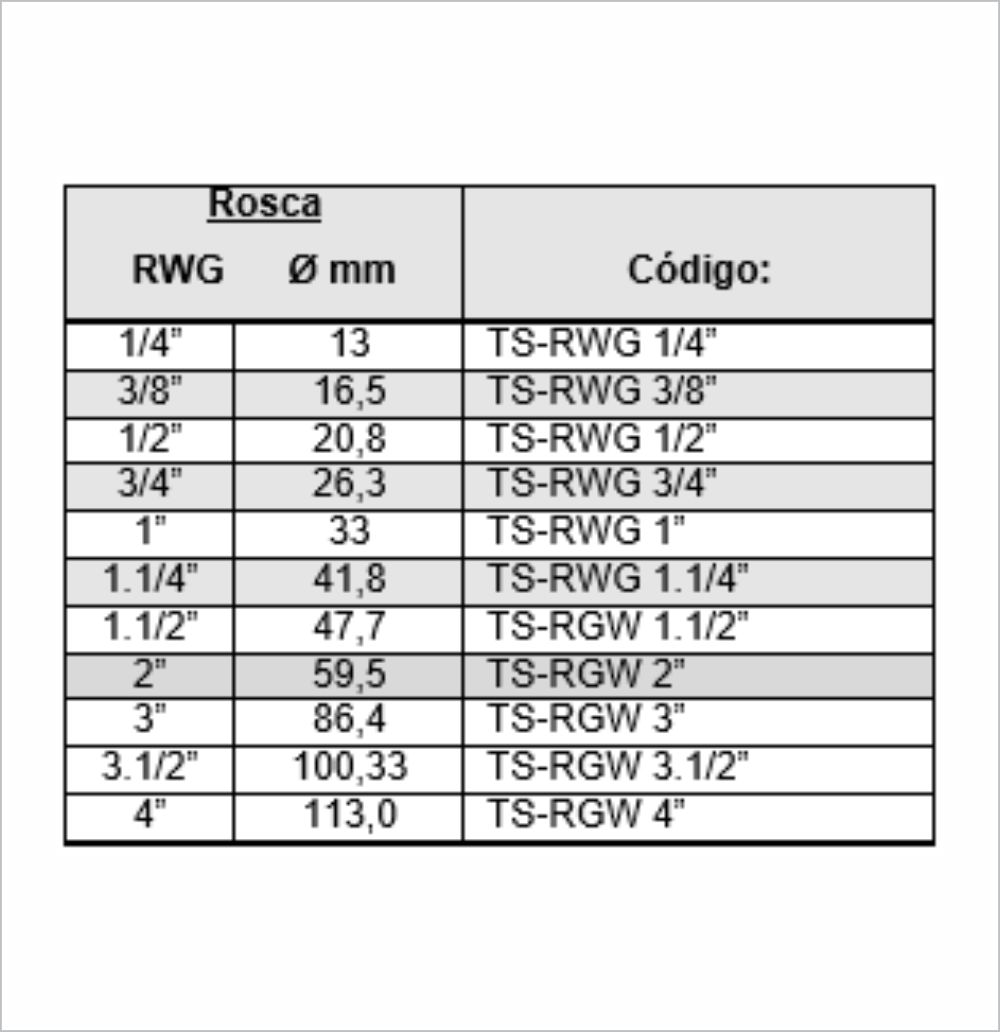 Rosca
RWG Ø mm Código:
1/4” 13 TS-RWG 1/4”
3/8” 16,5 TS-RWG 3/8”
1/2” 20,8 TS-RWG 1/2”
3/4” 26,3 TS-RWG 3/4”
1” 33 TS-RWG 1”
1.1/4” 41,8 TS-RWG 1.1/4”
1.1/2” 47,7 TS-RGW 1.1/2”
2” 59,5 TS-RGW 2”
3” 86,4 TS-RGW 3”
3.1/2” 100,33 TS-RGW 3.1/2”
4” 113,0 TS-RGW 4”